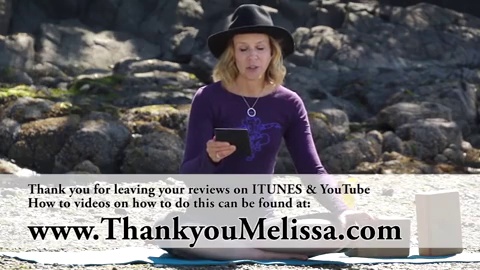 Thank you for leaving your reviews on ITUNES & YouTube
How to videos on how to do this can be found at:
www.ThankyouMelissa.com